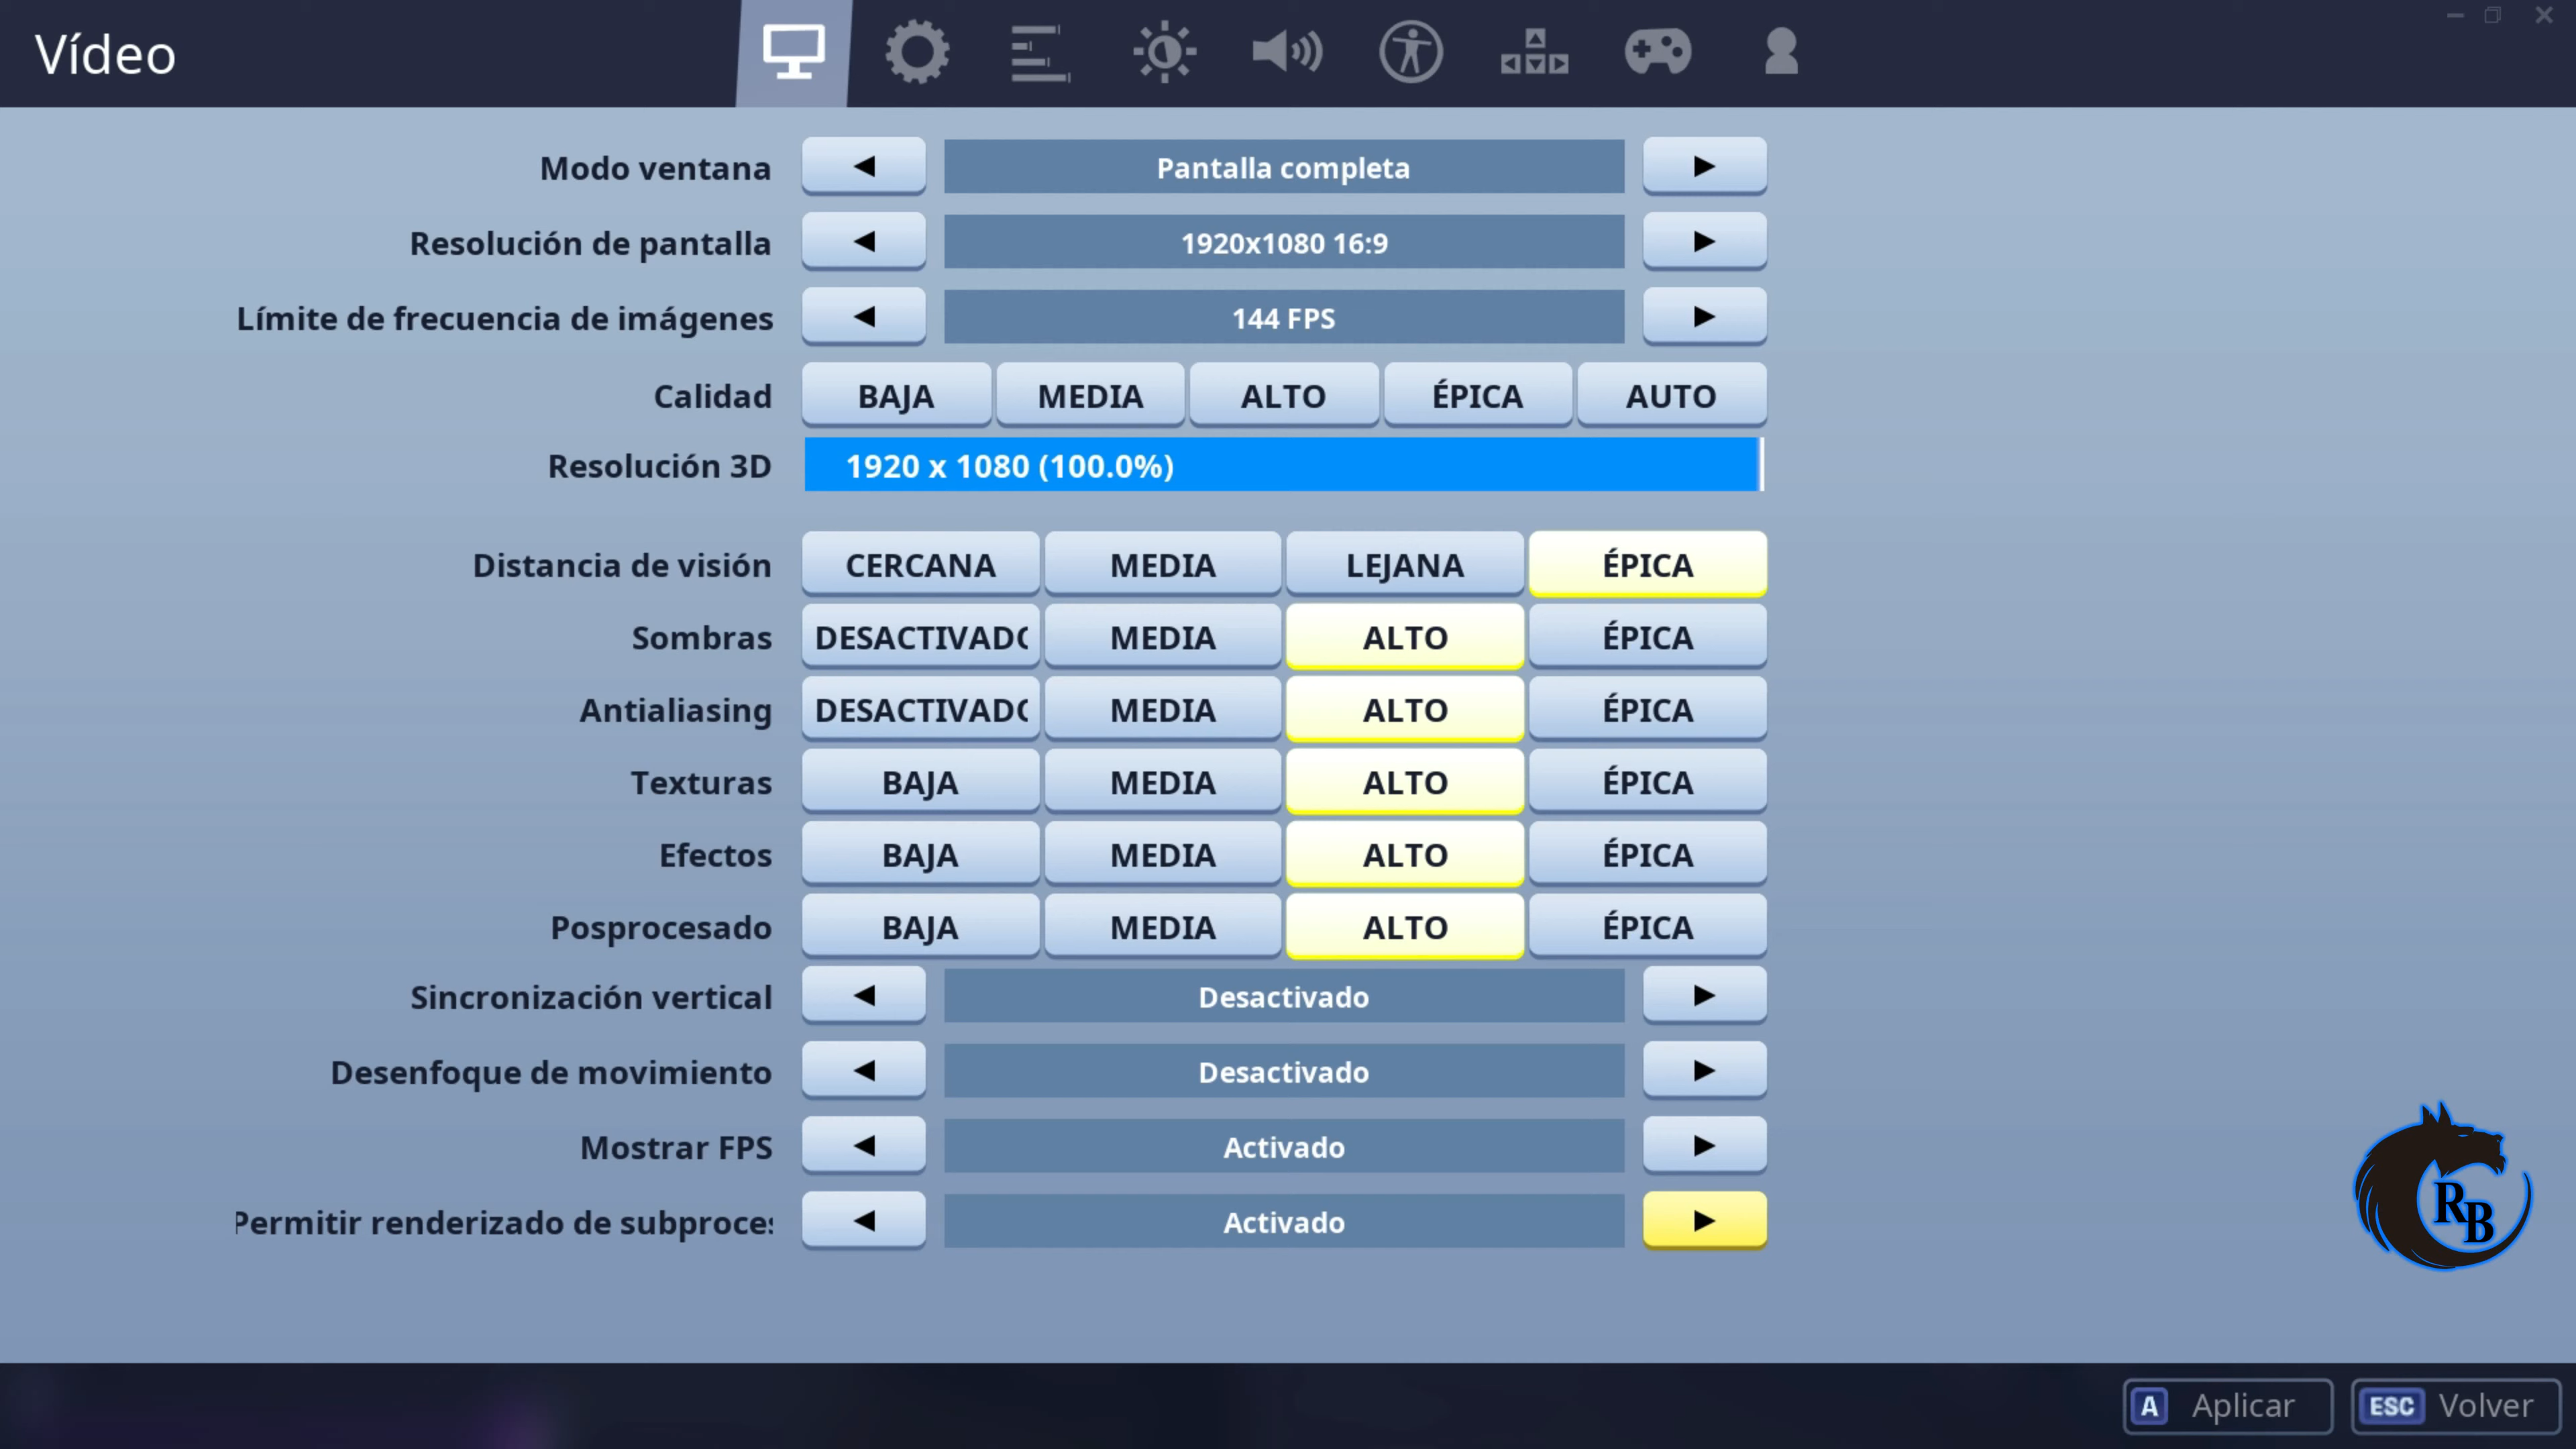 Vídeo
Modo ventana Pantalla completa
Resolución de pantalla 1920x1080 16:9
Límite de frecuencia de imágenes 144 FPS
Calidad BAJA MEDIA ALTO ÉPICA AUTO
Resolución 3D 1920 x 1080 (100.0%)
Distancia de visión CERCANA MEDIA LEJANA ÉPICA
Sombras DESACTIVADO MEDIA ALTO ÉPICA
Antialiasing DESACTIVADO MEDIA ALTO ÉPICA
Texturas BAJA MEDIA ALTO ÉPICA
Efectos BAJA MEDIA ALTO ÉPICA
Posprocesado BAJA MEDIA ALTO ÉPICA
Sincronización vertical Desactivado
Desenfoque de movimiento Desactivado
Mostrar FPS Activado
Permitir renderizado de subproces Activado
RB
A Aplicar ESC Volver